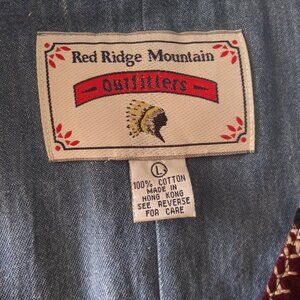 Red Ridge Mountain
Outfitters
L
100% COTTON
MADE IN
HONG KONG
SEE REVERSE
FOR CARE